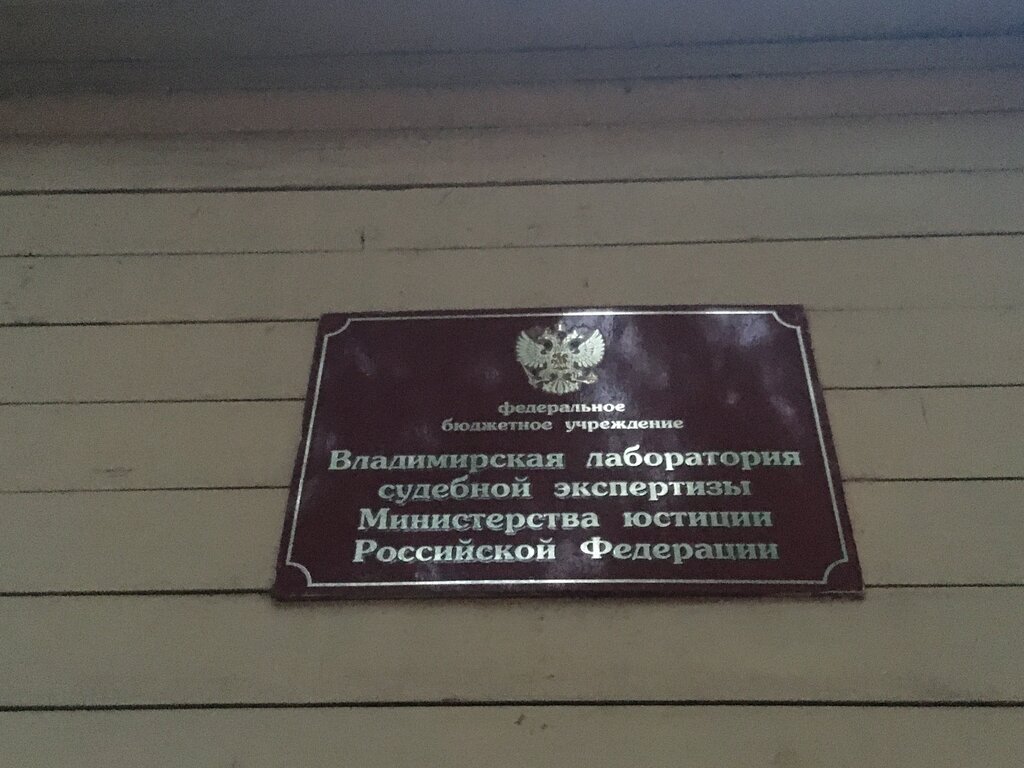 федеральное
бюджетное учреждение
Владимирская лаборатория
судебной экспертизы
Министерства юстиции
Российской Федерации